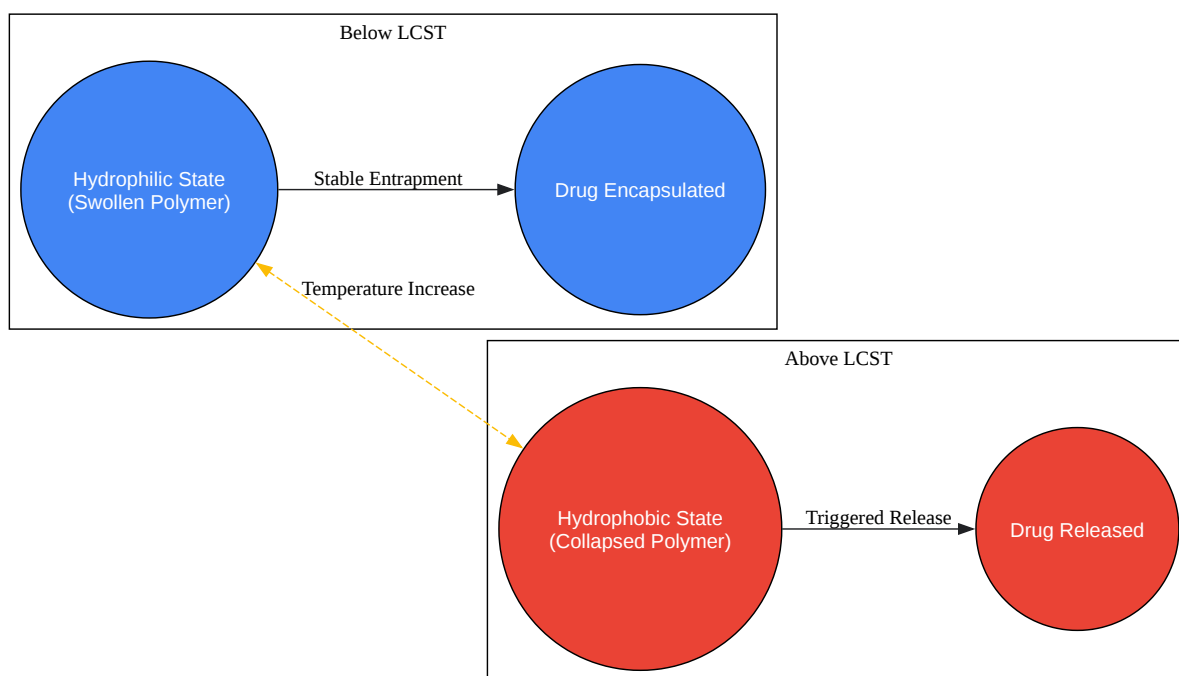 Below LCST
Hydrophilic State
(Swollen Polymer)
Stable Entrapment
Drug Encapsulated
Temperature Increase
Above LCST
Hydrophobic State
(Collapsed Polymer)
Triggered Release
Drug Released